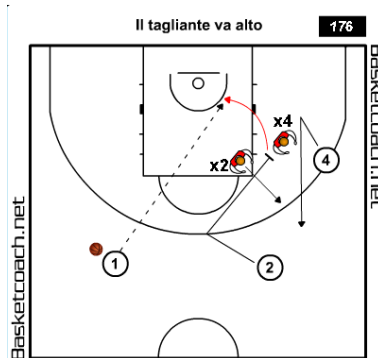 Il tagliante va alto
176
x4
x2
4
1
2
Basketcoach.net
Basketcoach.net